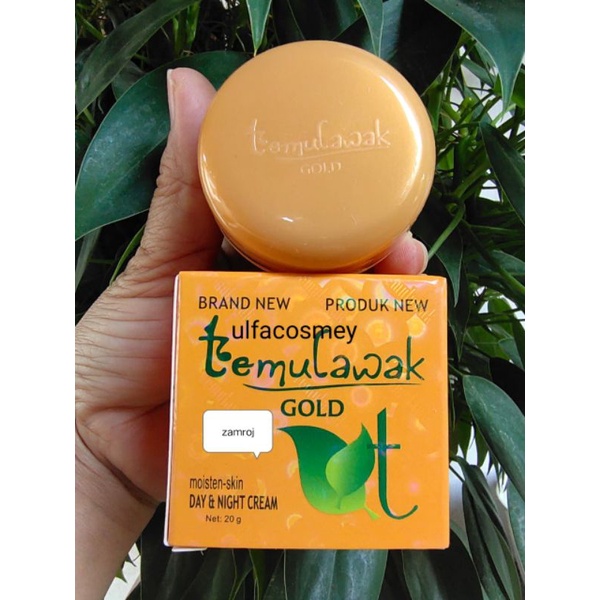 temulawak
GOLD
BRAND NEW
PRODUK NEW
ulfacosmey
temulawak
GOLD
zamroj
t
moisten-skin
DAY & NIGHT CREAM
Net: 20 g